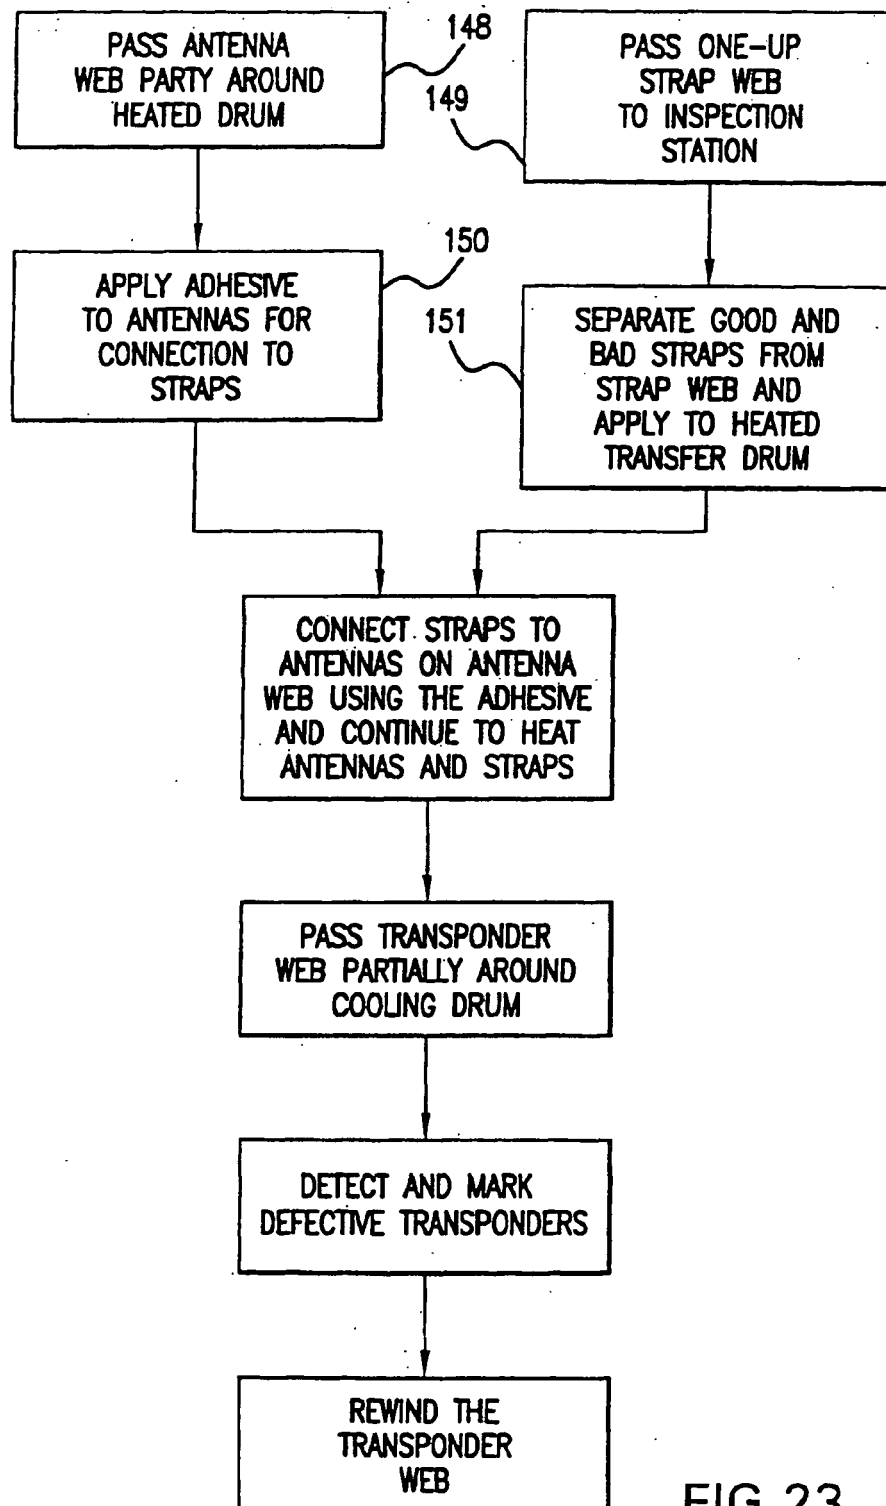 PASS ANTENNA
WEB PARTY AROUND
HEATED DRUM
148
PASS ONE-UP
STRAP WEB
TO INSPECTION
STATION
149
APPLY ADHESIVE
TO ANTENNAS FOR
CONNECTION TO
STRAPS
150
SEPARATE GOOD AND
BAD STRAPS FROM
STRAP WEB AND
APPLY TO HEATED
TRANSFER DRUM
151
CONNECT STRAPS TO
ANTENNAS ON ANTENNA
WEB USING THE ADHESIVE
AND CONTINUE TO HEAT
ANTENNAS AND STRAPS
PASS TRANSPONDER
WEB PARTIALLY AROUND
COOLING DRUM
DETECT AND MARK
DEFECTIVE TRANSPONDERS
REWIND THE
TRANSPONDER
WEB
FIG.23